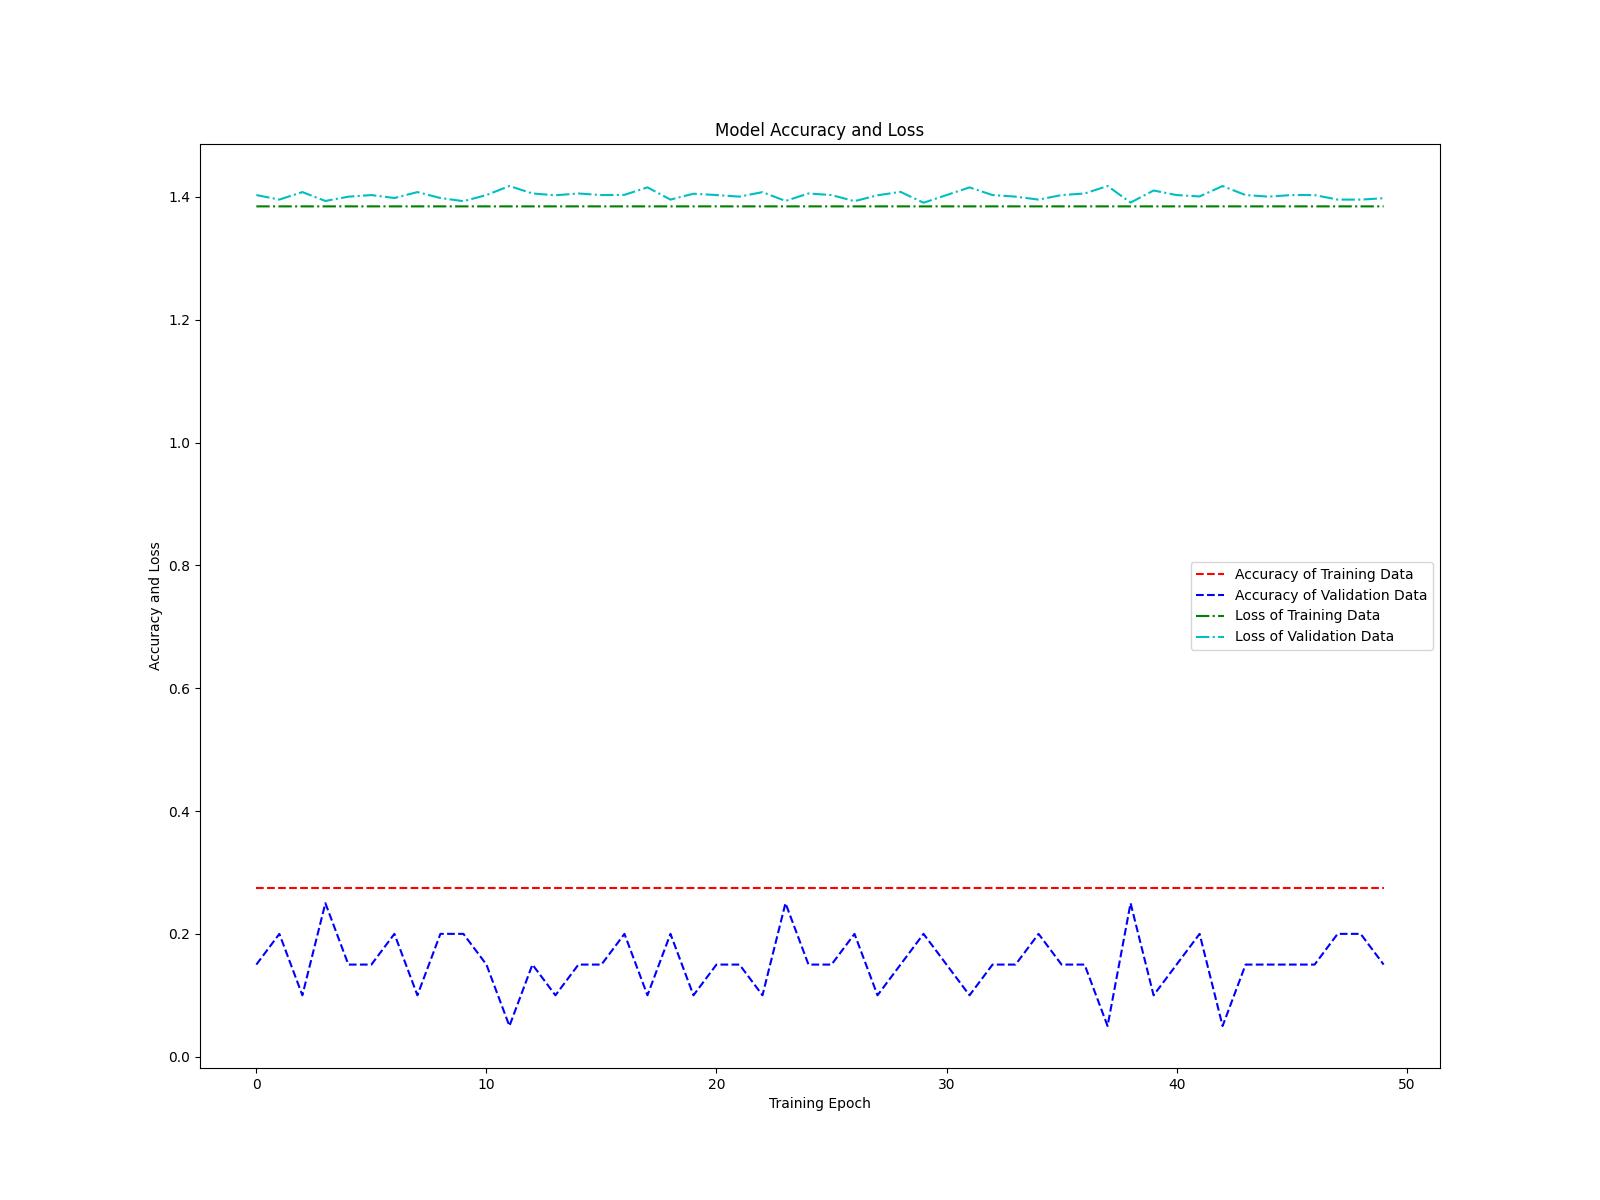 Model Accuracy and Loss
1.4
1.2
1.0
0.8
0.6
0.4
0.2
0.0
Accuracy and Loss
Accuracy of Training Data
Accuracy of Validation Data
Loss of Training Data
Loss of Validation Data
0 10 20 30 40 50
Training Epoch